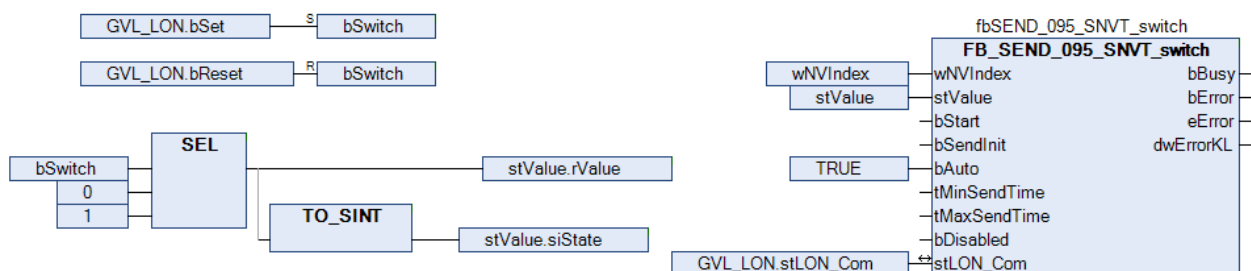 GVL_LON.bSet S bSwitch
GVL_LON.bReset R bSwitch
SEL
bSwitch
0
1
stValue.rValue
TO_SINT
stValue.siState
fbSEND_095_SNVT_switch
FB_SEND_095_SNVT_switch
wNVIndex wNVIndex bBusy
stValue stValue bError
bStart eError
bSendInit dwErrorKL
TRUE bAuto
tMinSendTime
tMaxSendTime
bDisabled
GVL_LON.stLON_Com stLON_Com